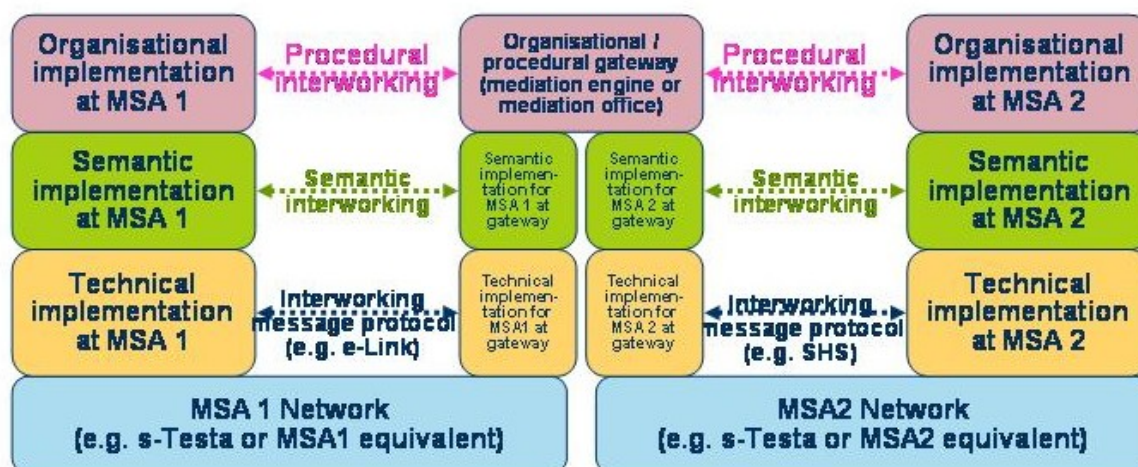 Organisational
implementation
at MSA 1
Procedural
interworking
Organisational /
procedural gateway
(mediation engine or
mediation office)
Procedural
interworking
Organisational
implementation
at MSA 2
Semantic
implementation
at MSA 1
Semantic
interworking
Semantic
implemen-
tation for
MSA 1 at
gateway
Semantic
implemen-
tation for
MSA 2 at
gateway
Semantic
interworking
Semantic
implementation
at MSA 2
Technical
implementation
at MSA 1
Interworking
message protocol
(e.g. e-Link)
Technical
implemen-
tation for
MSA1 at
gateway
Technical
implemen-
tation for
MSA 2 at
gateway
Interworking
message protocol
(e.g. SHS)
Technical
implementation
at MSA 2
MSA 1 Network
(e.g. s-Testa or MSA1 equivalent)
MSA2 Network
(e.g. s-Testa or MSA2 equivalent)